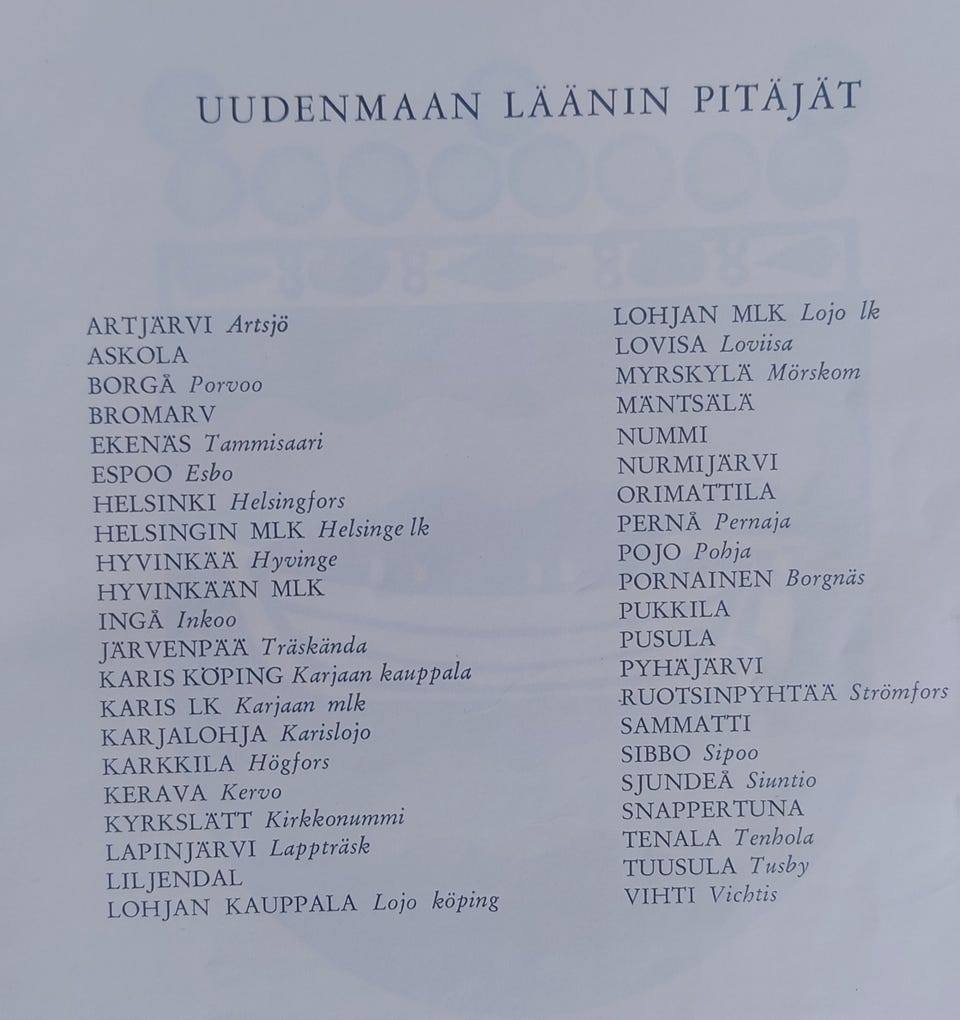 UUDENMAAN LÄÄNIN PITÄJÄT
ARTJÄRVI Artsjö
ASKOLA
BORGÅ Porvoo
BROMARV
EKENÄS Tammisaari
ESPOO Esbo
HELSINKI Helsingfors
HELSINGIN MLK Helsinge lk
HYVINKÄÄ Hyvinge
HYVINKÄÄN MLK
INGÅ Inkoo
JÄRVENPÄÄ Träskända
KARIS KÖPING Karjaan kauppala
KARIS LK Karjaan mlk
KARJALOHJA Karislojo
KARKKILA Högfors
KERAVA Kervo
KYRKSLÄTT Kirkkonummi
LAPINJÄRVI Lappträsk
LILJENDAL
LOHJAN KAUPPALA Lojo köping
LOHJAN MLK Lojo lk
LOVISA Loviisa
MYRSKYLÄ Mörskom
MÄNTSÄLÄ
NUMMI
NURMIJÄRVI
ORIMATTILA
PERNÅ Pernaja
POJO Pohja
PORNAINEN Borgnäs
PUKKILA
PUSULA
PYHÄJÄRVI
RUOTSINPYHTÄÄ Strömfors
SAMMATTI
SIBBO Sipoo
SJUNDEÅ Siuntio
SNAPPERTUNA
TENALA Tenhola
TUUSULA Tusby
VIHTI Vichtis